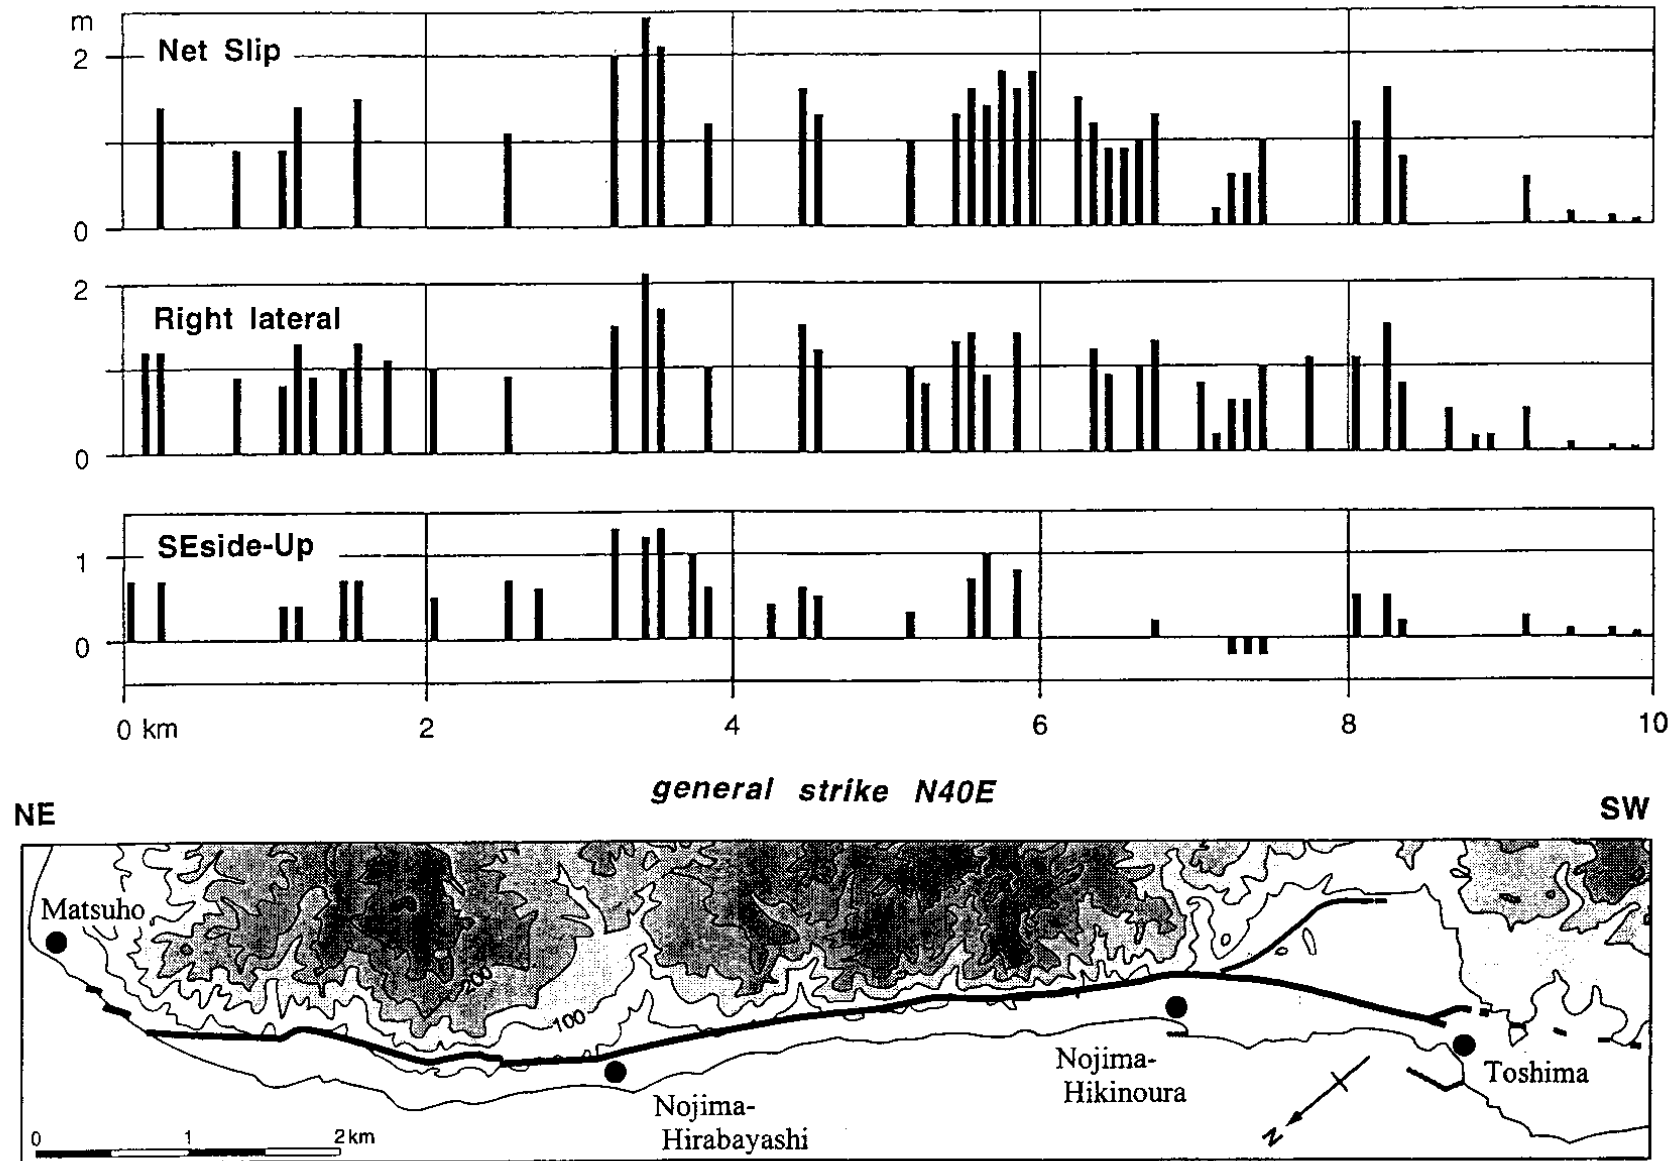 m
Net Slip
2
0
2
Right lateral
0
SEside-Up
1
0
0 km 2 4 6 8 10
general strike N40E
NE SW
Matsuho
200
100
Nojima-
Hirabayashi
Nojima-
Hikinoura
Toshima
N
0 1 2 km